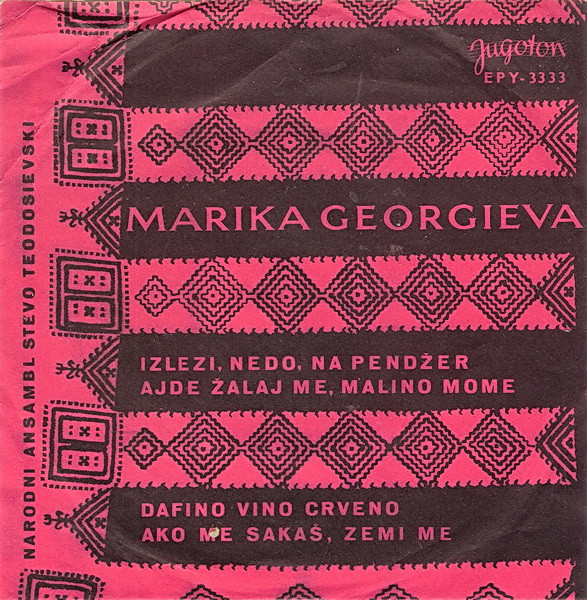 Jugoton
EPY-3333
MARIKA GEORGIEVA
IZLEZI, NEDO, NA PENDŽER
AJDE ŽALAJ ME, MALINO MOME
DAFINO VINO CRVENO
AKO ME SAKAŠ, ZEMI ME
NARODNI ANSAMBL STEVO TEODOSIEVSKI